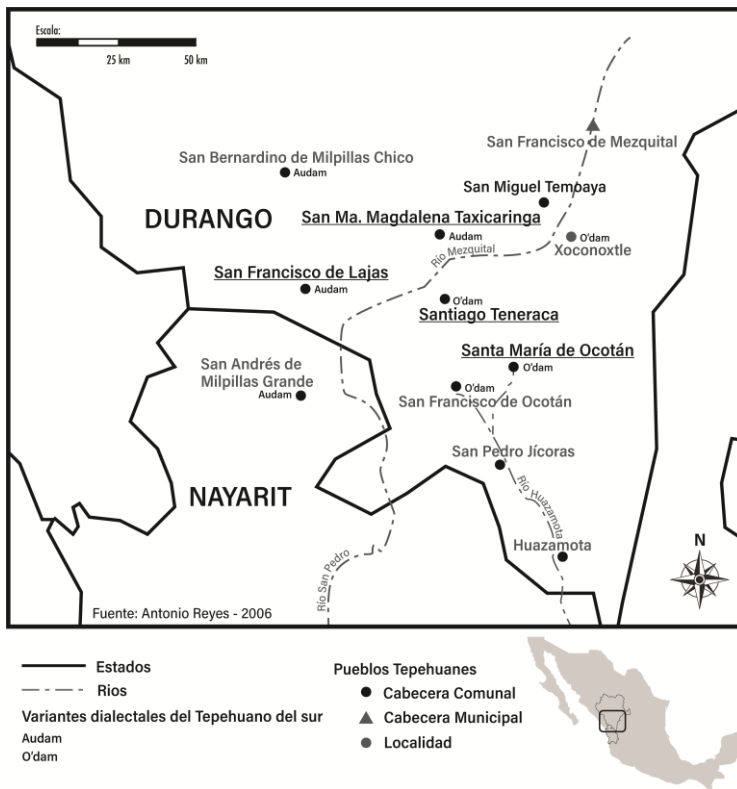 Escala:
25 km
50 km
San Francisco de Mezquital
San Bernardino de Milpillas Chico
Audam
San Miguel Temoaya
DURANGO
San Ma. Magdalena Taxicaringa
Audam
O'dam
Xoconoxtle
Río Mezquital
San Francisco de Lajas
Audam
O'dam
Santiago Teneraca
Santa María de Ocotán
O'dam
San Andrés de
Milpillas Grande
Audam
O'dam
San Francisco de Ocotán
San Pedro Jícoras
NAYARIT
Río Huazamota
Huazamota
N
Río San Pedro
Fuente: Antonio Reyes - 2006
Estados
Rios
Variantes dialectales del Tepehuano del sur
Audam
O'dam
Pueblos Tepehuanes
Cabecera Comunal
Cabecera Municipal
Localidad